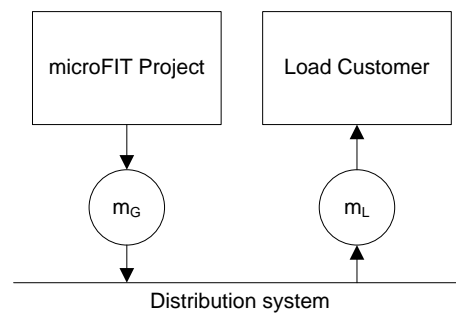 microFIT Project
Load Customer
mG
mL
Distribution system